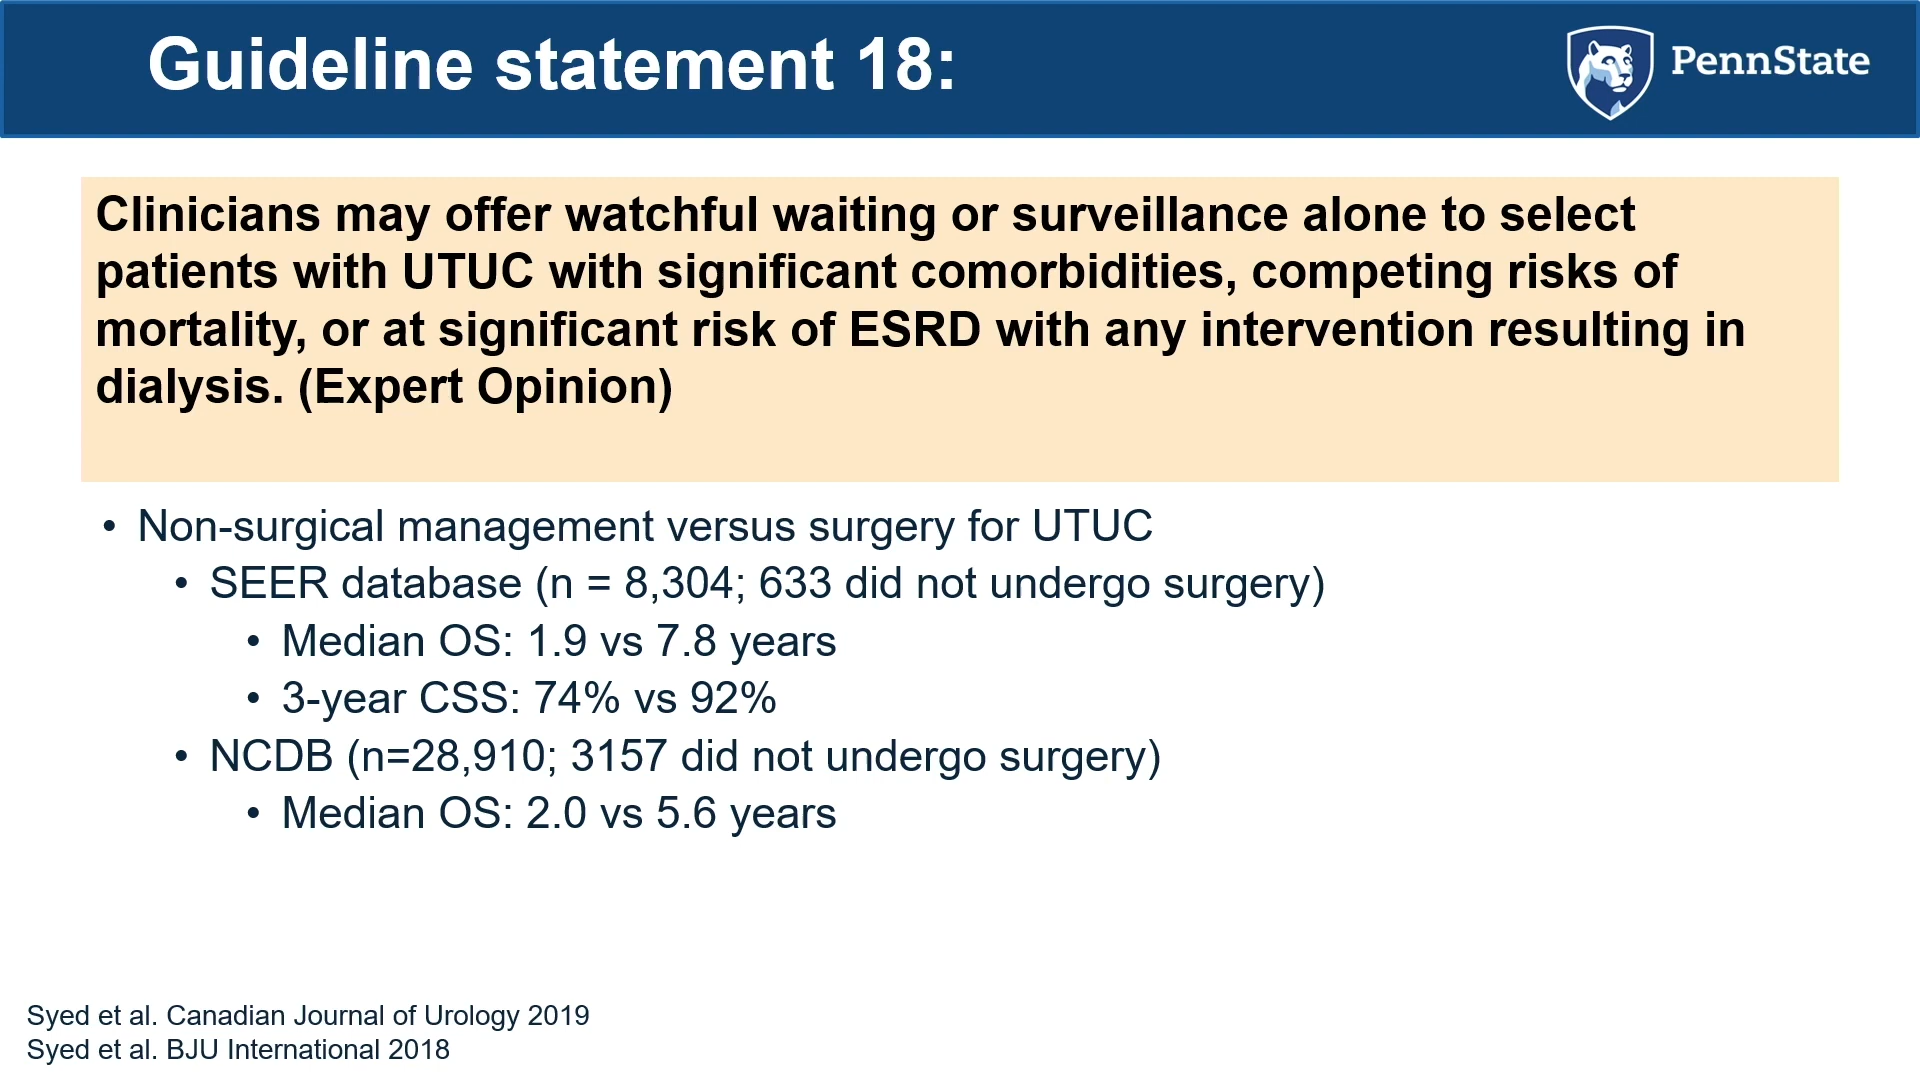 Guideline statement 18:
PennState
Clinicians may offer watchful waiting or surveillance alone to select
patients with UTUC with significant comorbidities, competing risks of
mortality, or at significant risk of ESRD with any intervention resulting in
dialysis. (Expert Opinion)
• Non-surgical management versus surgery for UTUC
• SEER database (n = 8,304; 633 did not undergo surgery)
• Median OS: 1.9 vs 7.8 years
• 3-year CSS: 74% vs 92%
• NCDB (n=28,910; 3157 did not undergo surgery)
• Median OS: 2.0 vs 5.6 years
Syed et al. Canadian Journal of Urology 2019
Syed et al. BJU International 2018